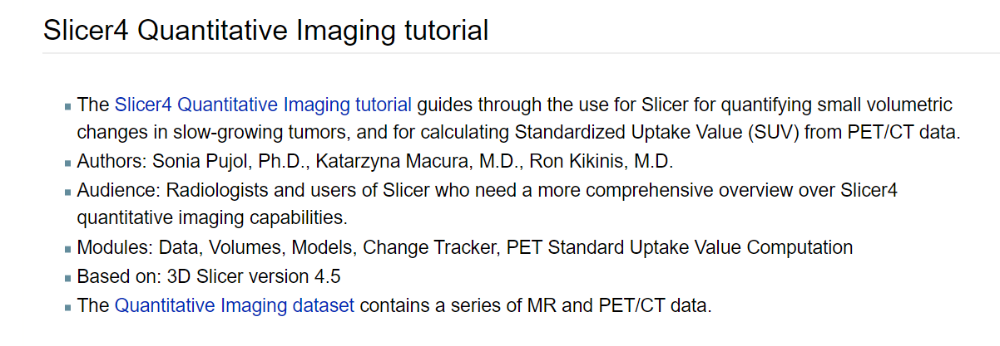 Slicer4 Quantitative Imaging tutorial
The Slicer4 Quantitative Imaging tutorial guides through the use for Slicer for quantifying small volumetric
changes in slow-growing tumors, and for calculating Standardized Uptake Value (SUV) from PET/CT data.
Authors: Sonia Pujol, Ph.D., Katarzyna Macura, M.D., Ron Kikinis, M.D.
Audience: Radiologists and users of Slicer who need a more comprehensive overview over Slicer4
quantitative imaging capabilities.
Modules: Data, Volumes, Models, Change Tracker, PET Standard Uptake Value Computation
Based on: 3D Slicer version 4.5
The Quantitative Imaging dataset contains a series of MR and PET/CT data.